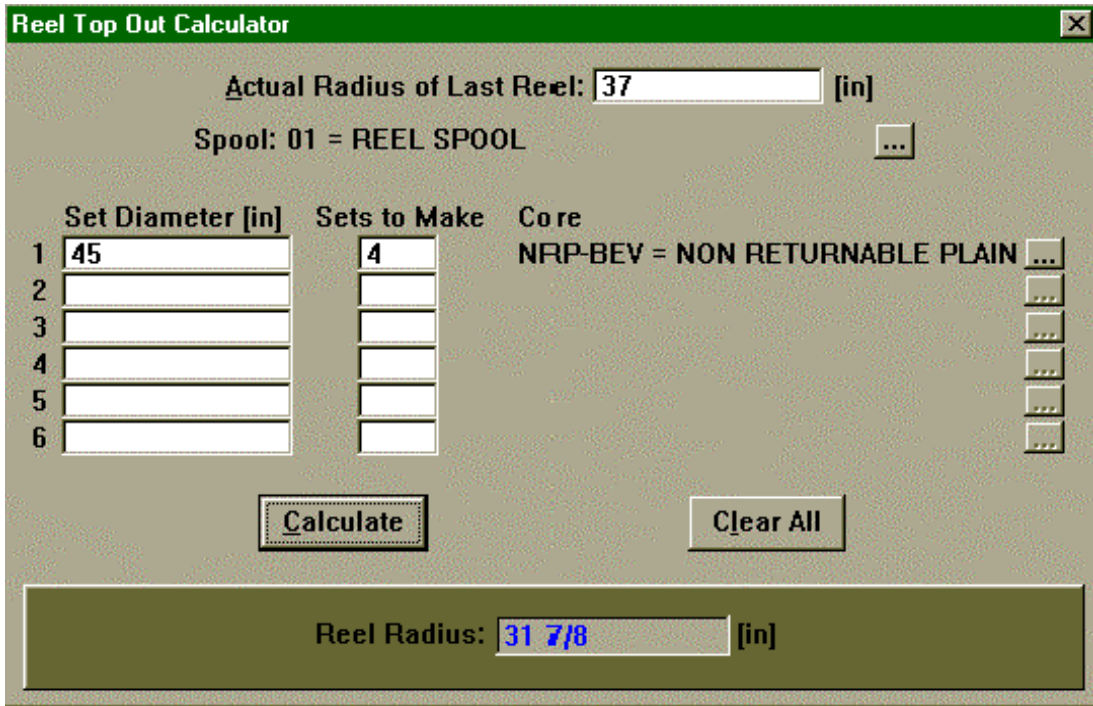 Reel Top Out Calculator
Actual Radius of Last Reel: 37 [in]
Spool: 01 = REEL SPOOL ...
Set Diameter [in] Sets to Make Core
1 45 4 NRP-BEV = NON RETURNABLE PLAIN ...
2 ...
3 ...
4 ...
5 ...
6 ...
Calculate Clear All
Reel Radius: 31 7/8 [in]